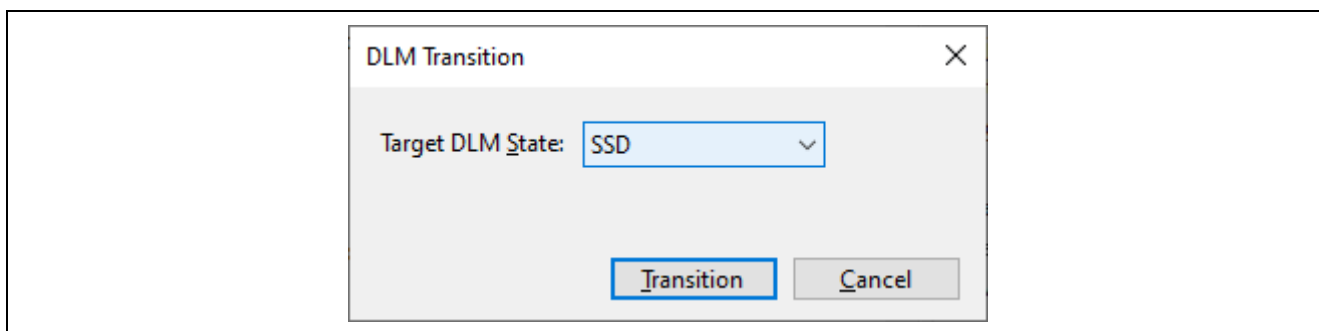 DLM Transition
Target DLM State: SSD
Transition Cancel